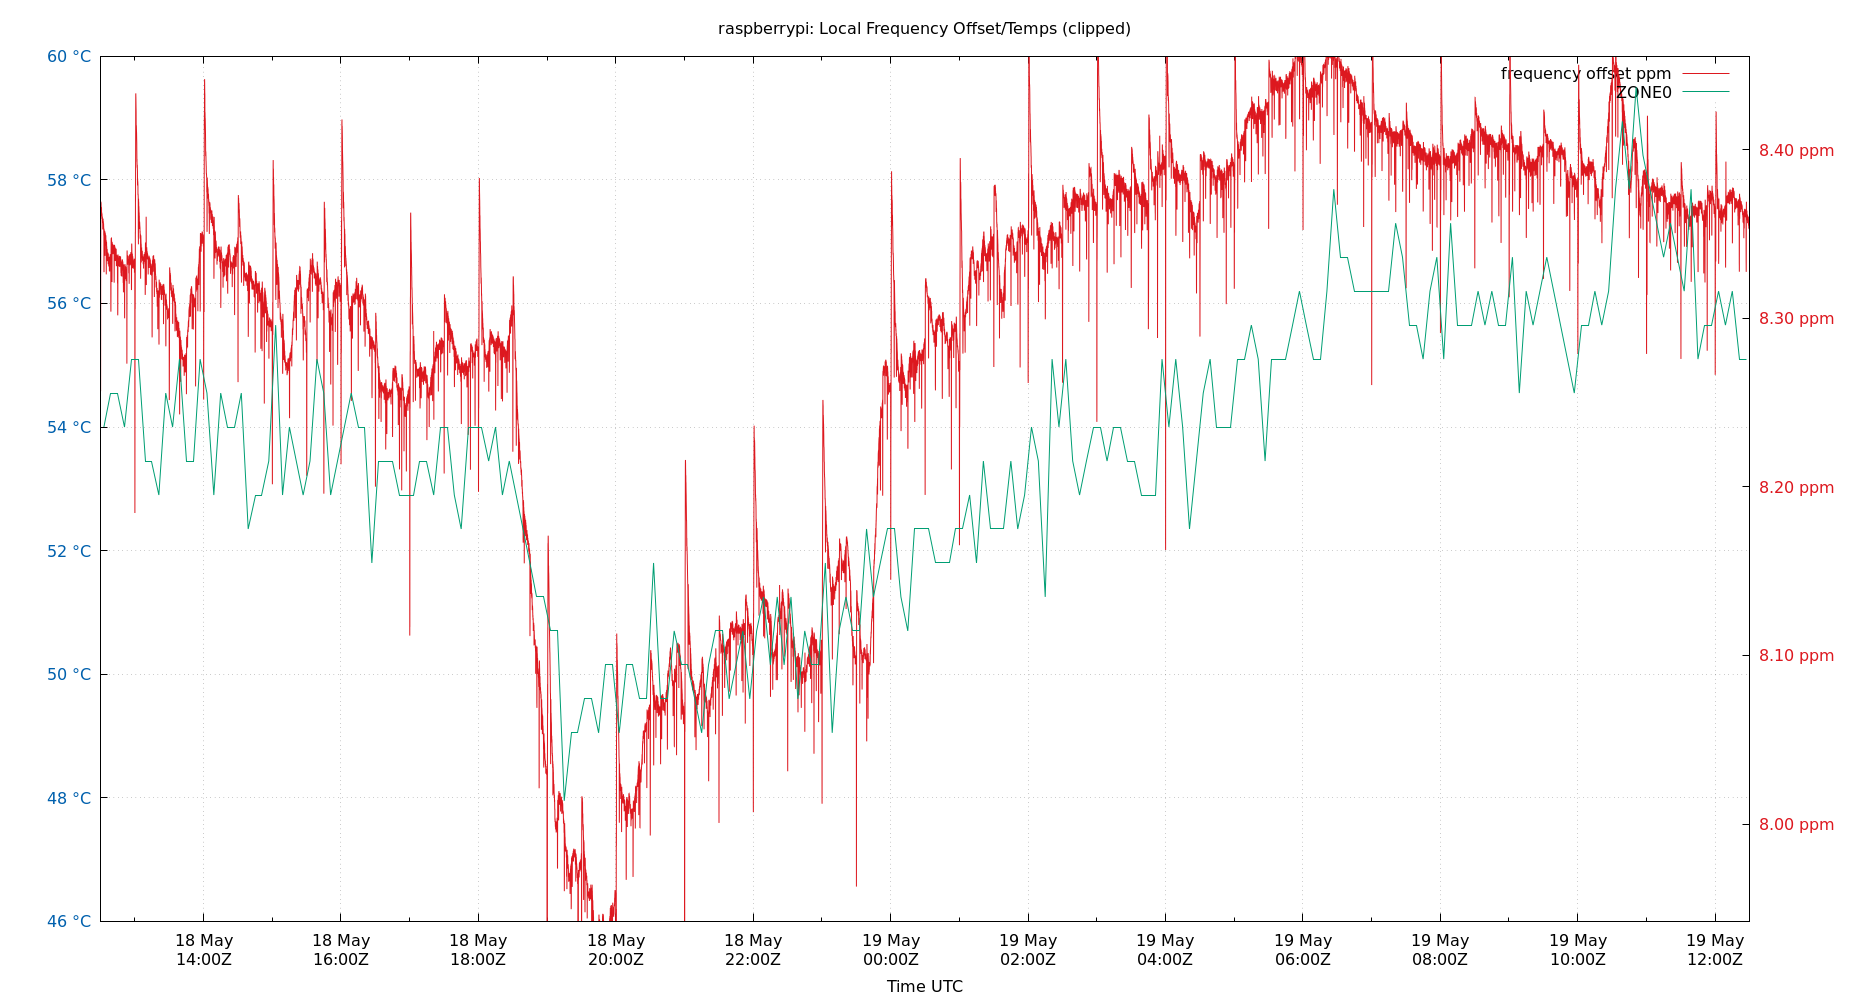 raspberrypi: Local Frequency Offset/Temps (clipped)
60 °C
58 °C
56 °C
54 °C
52 °C
50 °C
48 °C
46 °C
frequency offset ppm
ZONE0
8.40 ppm
8.30 ppm
8.20 ppm
8.10 ppm
8.00 ppm
18 May 18 May 18 May 18 May 18 May 19 May 19 May 19 May 19 May 19 May 19 May 19 May
14:00Z 16:00Z 18:00Z 20:00Z 22:00Z 00:00Z 02:00Z 04:00Z 06:00Z 08:00Z 10:00Z 12:00Z
Time UTC